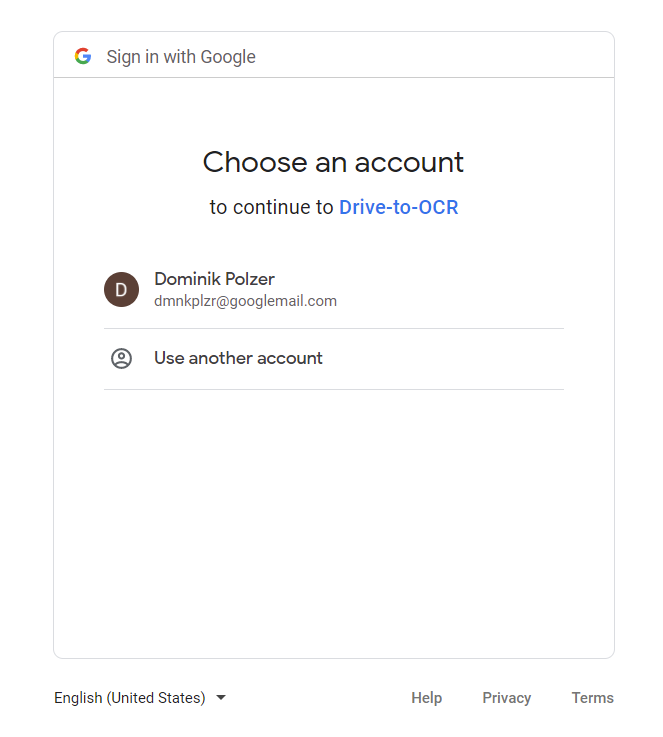 Sign in with Google
Choose an account
to continue to Drive-to-OCR
D
Dominik Polzer
dmnkplzr@googlemail.com
Use another account
English (United States)
Help
Privacy
Terms